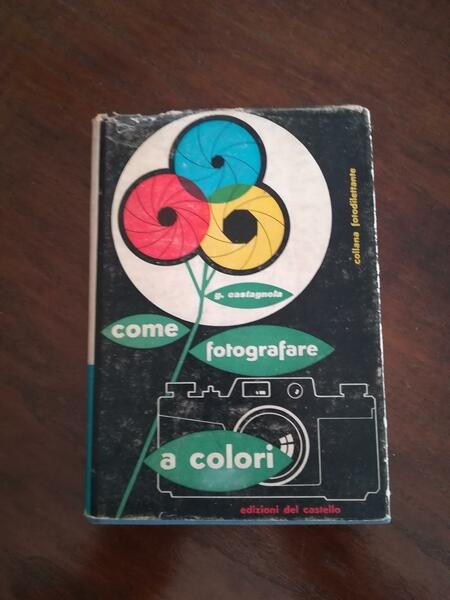 g. castagnola
come
fotografare
a colori
edizioni del castello
collana fotodilettante